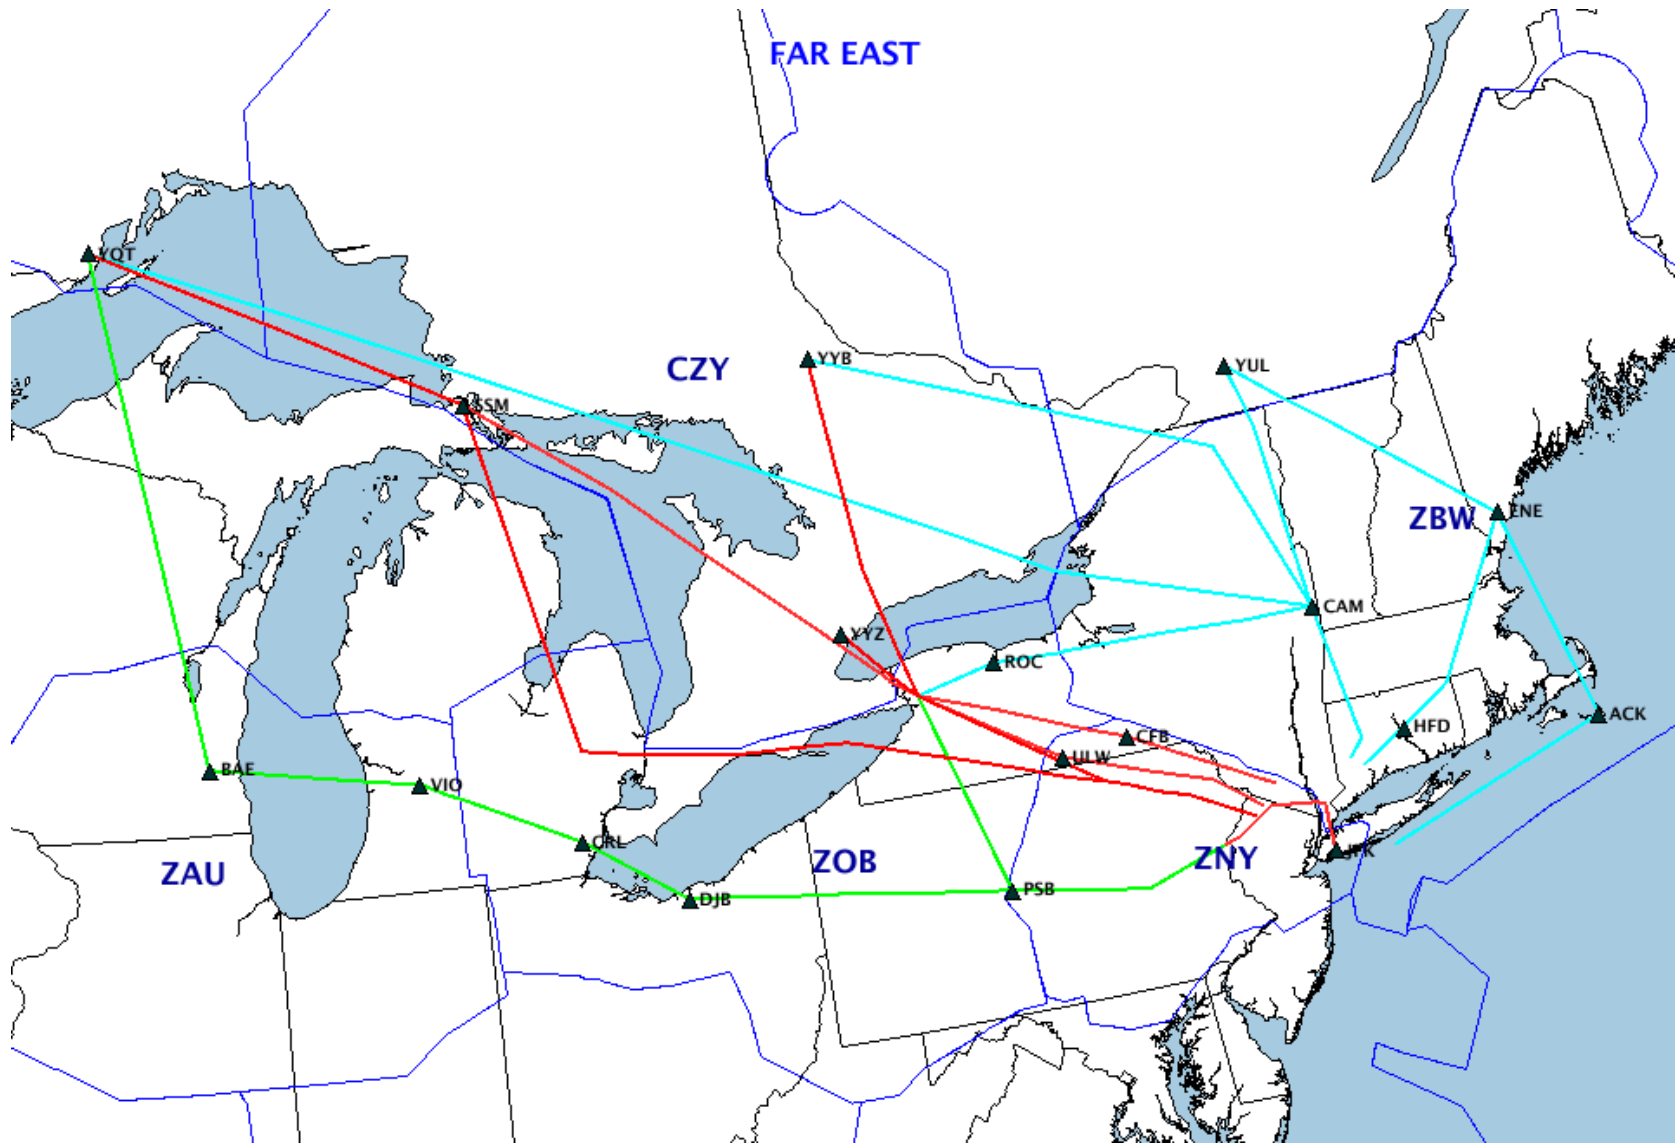 FAR EAST
YQT
CZY
YYB
YUL
SSM
ZBW
ENE
CAM
YYZ
ROC
ACK
HFD
CFB
ULW
BAE
VIO
CRL
ZOB
ZNY
JFK
ZAU
DJB
PSB